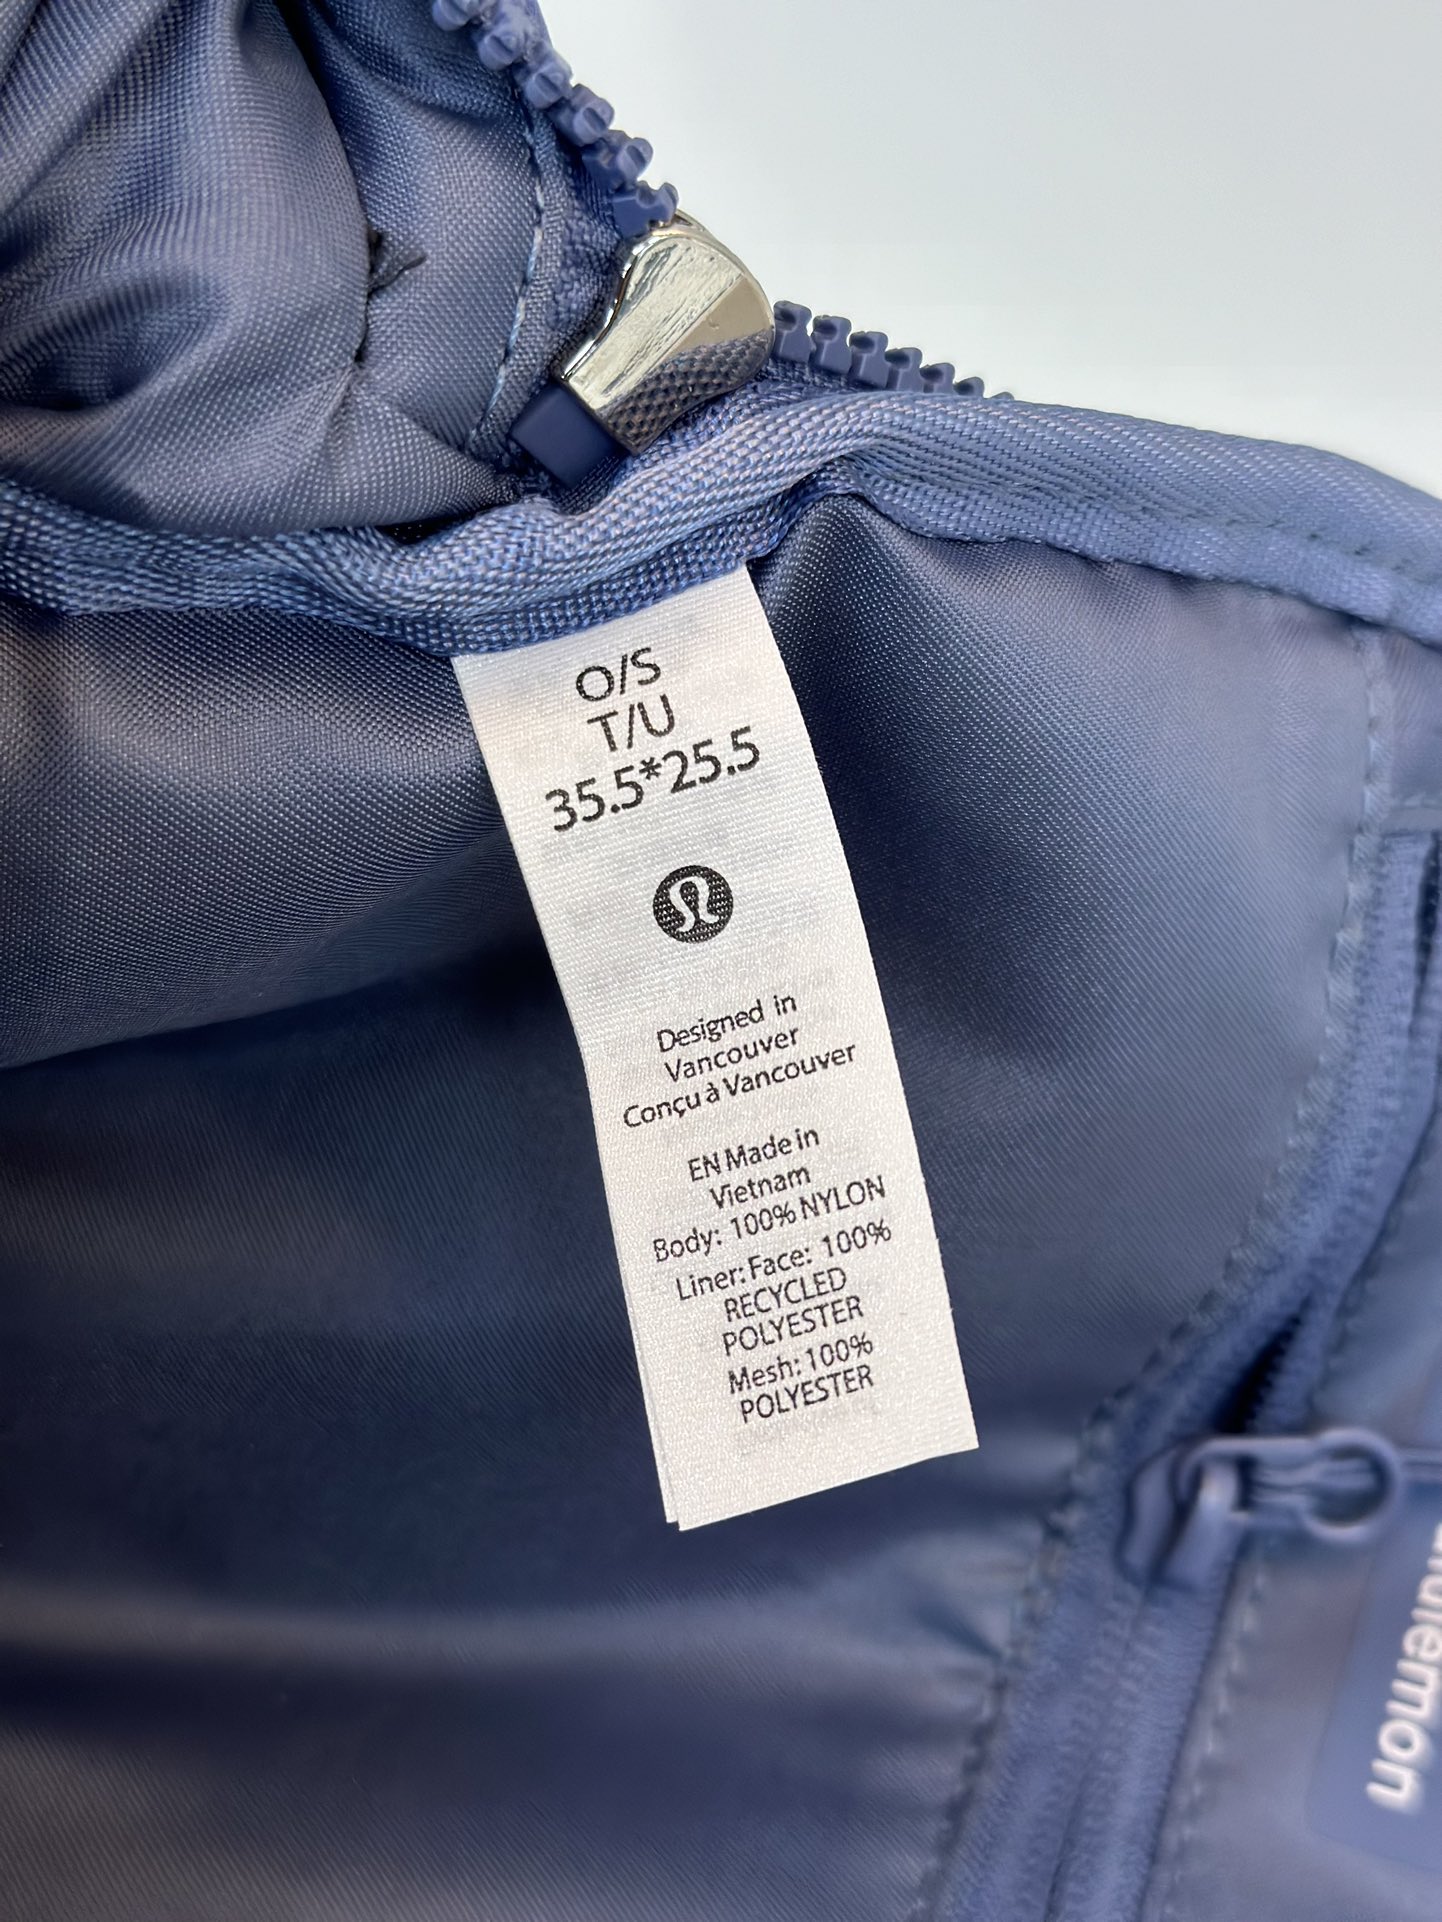 O/S
T/U
35.5*25.5
Designed in
Vancouver
Conçu à Vancouver
EN Made in
Vietnam
Body: 100% NYLON
Liner: Face: 100%
RECYCLED
POLYESTER
Mesh: 100%
POLYESTER